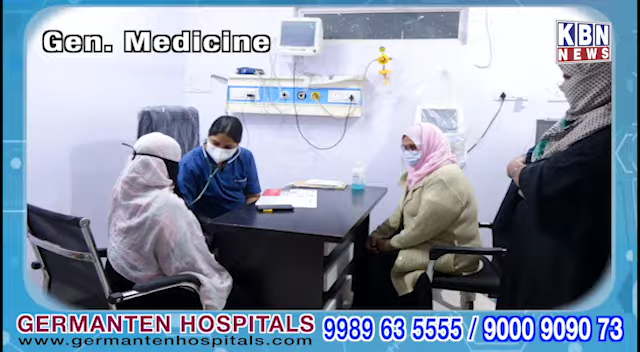 Gen. Medicine
KBN
NEWS
GERMANTEN HOSPITALS 9989 63 5555 / 9000 9090 73
www.germantenhospitals.com